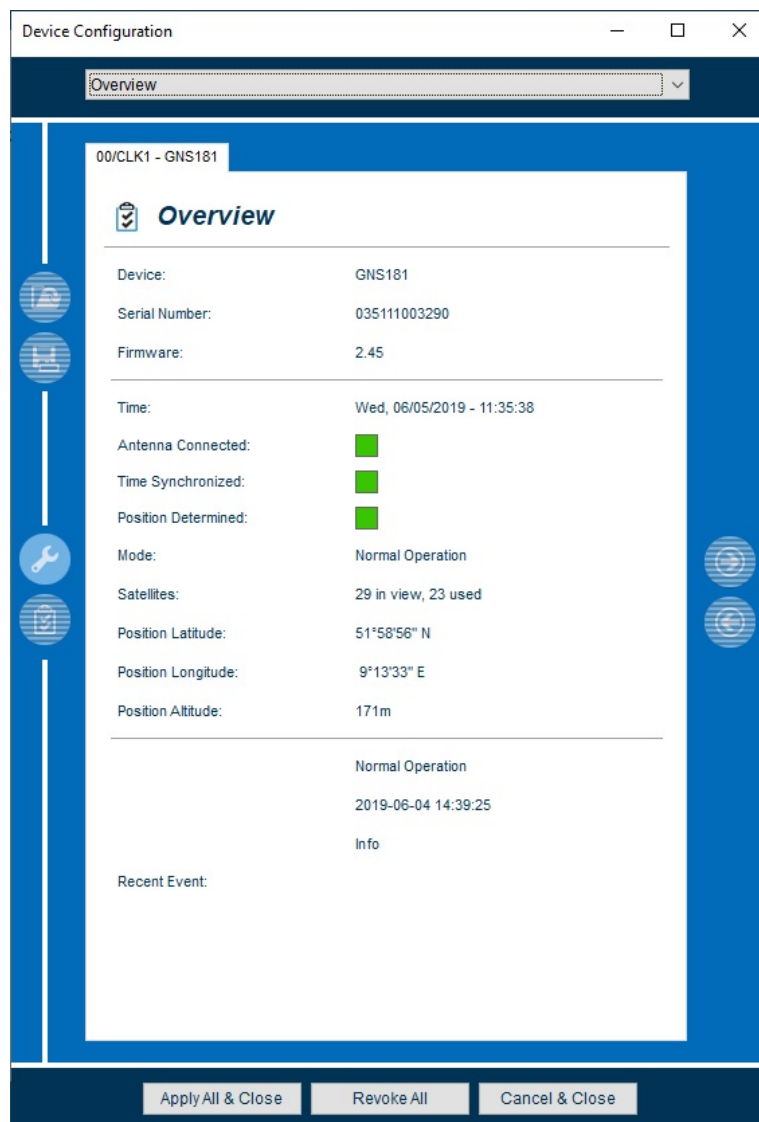 Device Configuration
Overview
00/CLK1 - GNS181
Overview
Device: GNS181
Serial Number: 035111003290
Firmware: 2.45
Time: Wed, 06/05/2019 - 11:35:38
Antenna Connected:
Time Synchronized:
Position Determined:
Mode: Normal Operation
Satellites: 29 in view, 23 used
Position Latitude: 51°58'56" N
Position Longitude: 9°13'33" E
Position Altitude: 171m
Normal Operation
2019-06-04 14:39:25
Info
Recent Event:
Apply All & Close Revoke All Cancel & Close